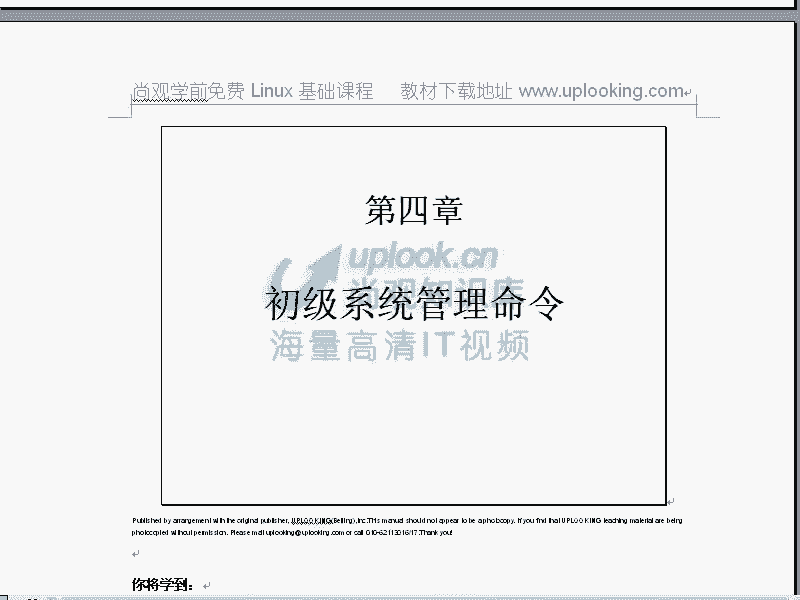 尚观学前免费 Linux 基础课程 教材下载地址 www.uplooking.com
第四章
uplook.cn
尚观知识库
初级系统管理命令
海量高清IT视频
Published by arrangement with the original publisher, UPLOOKING(Beijing),Inc.This manual should not appear to be a photocopy. If you find that UPLOOKING teaching material are being
photocopied without permission. Please mail uplooking@uplooking.com or call 010-62113016/17.Thank you!
你将学到：